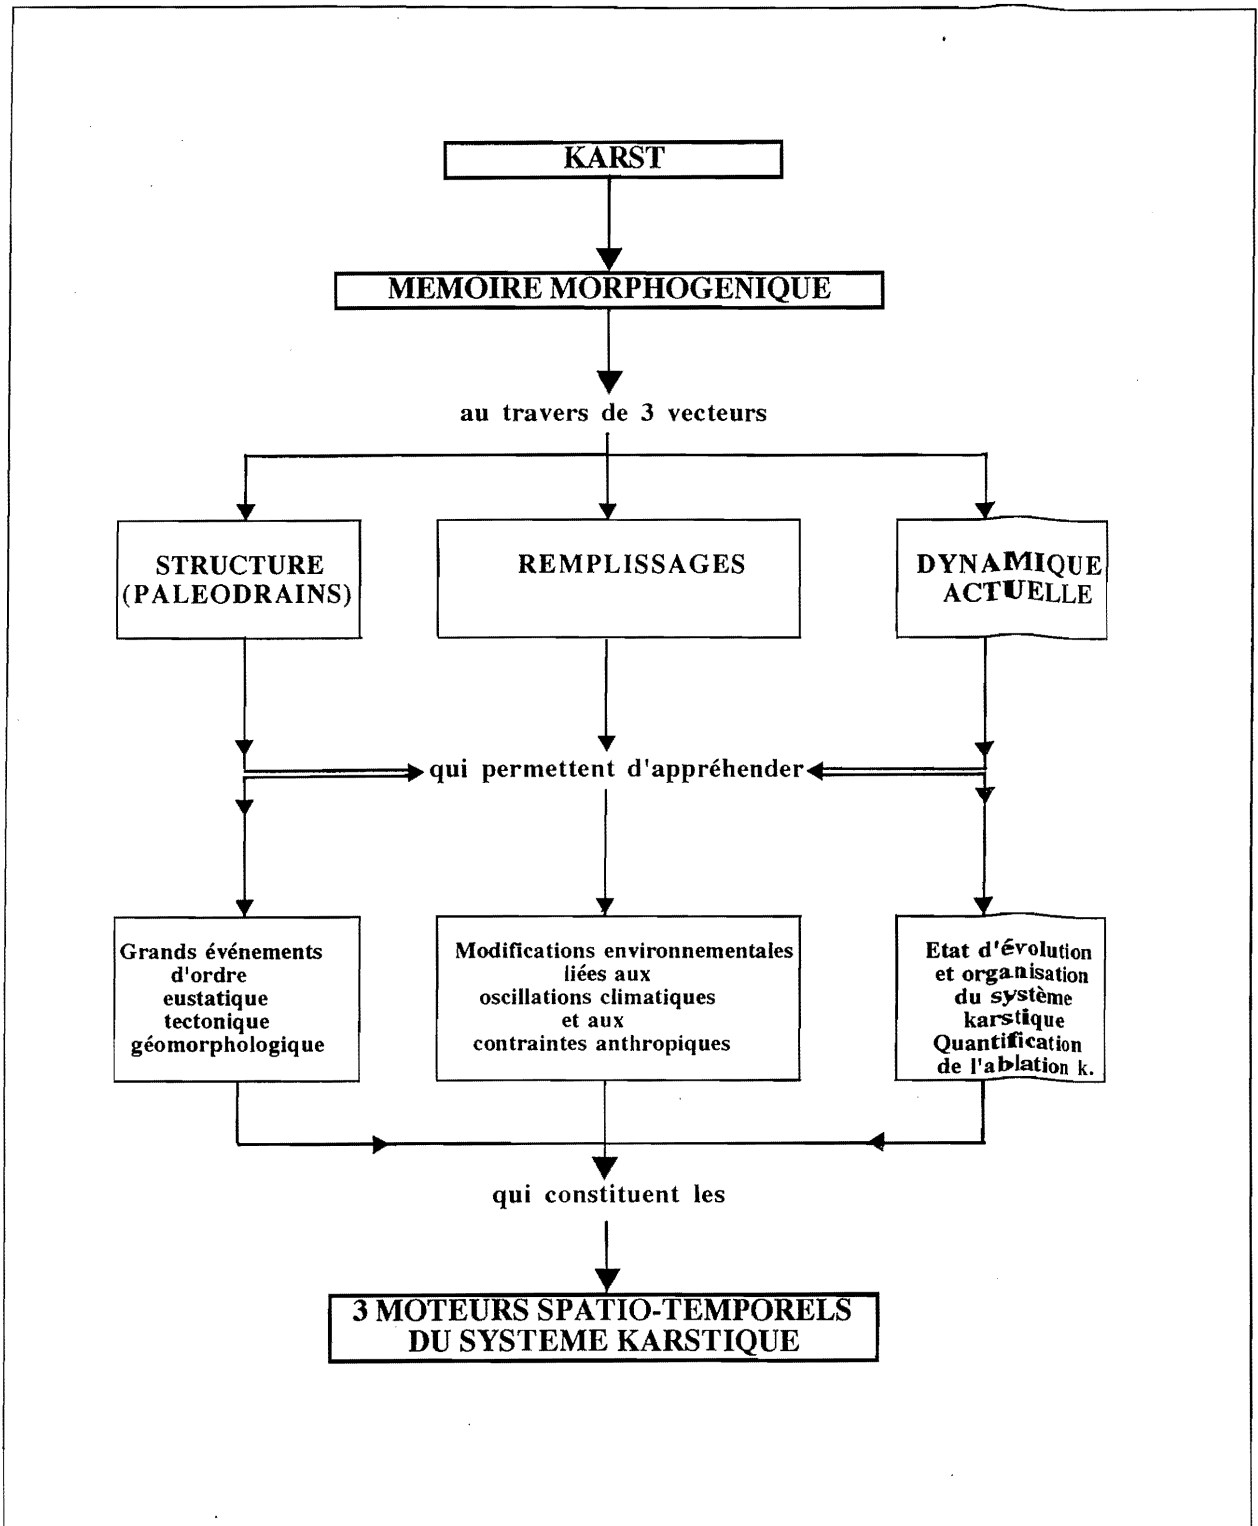 KARST
MEMOIRE MORPHOGENIQUE
au travers de 3 vecteurs
STRUCTURE
(PALEODRAINS)
REMPLISSAGES
DYNAMIQUE
ACTUELLE
qui permettent d'appréhender
Grands événements
d'ordre
eustatique
tectonique
géomorphologique
Modifications environnementales
liées aux
oscillations climatiques
et aux
contraintes anthropiques
Etat d'évolution
et organisation
du système
karstique
Quantification
de l'ablation k.
qui constituent les
3 MOTEURS SPATIO-TEMPORELS
DU SYSTEME KARSTIQUE